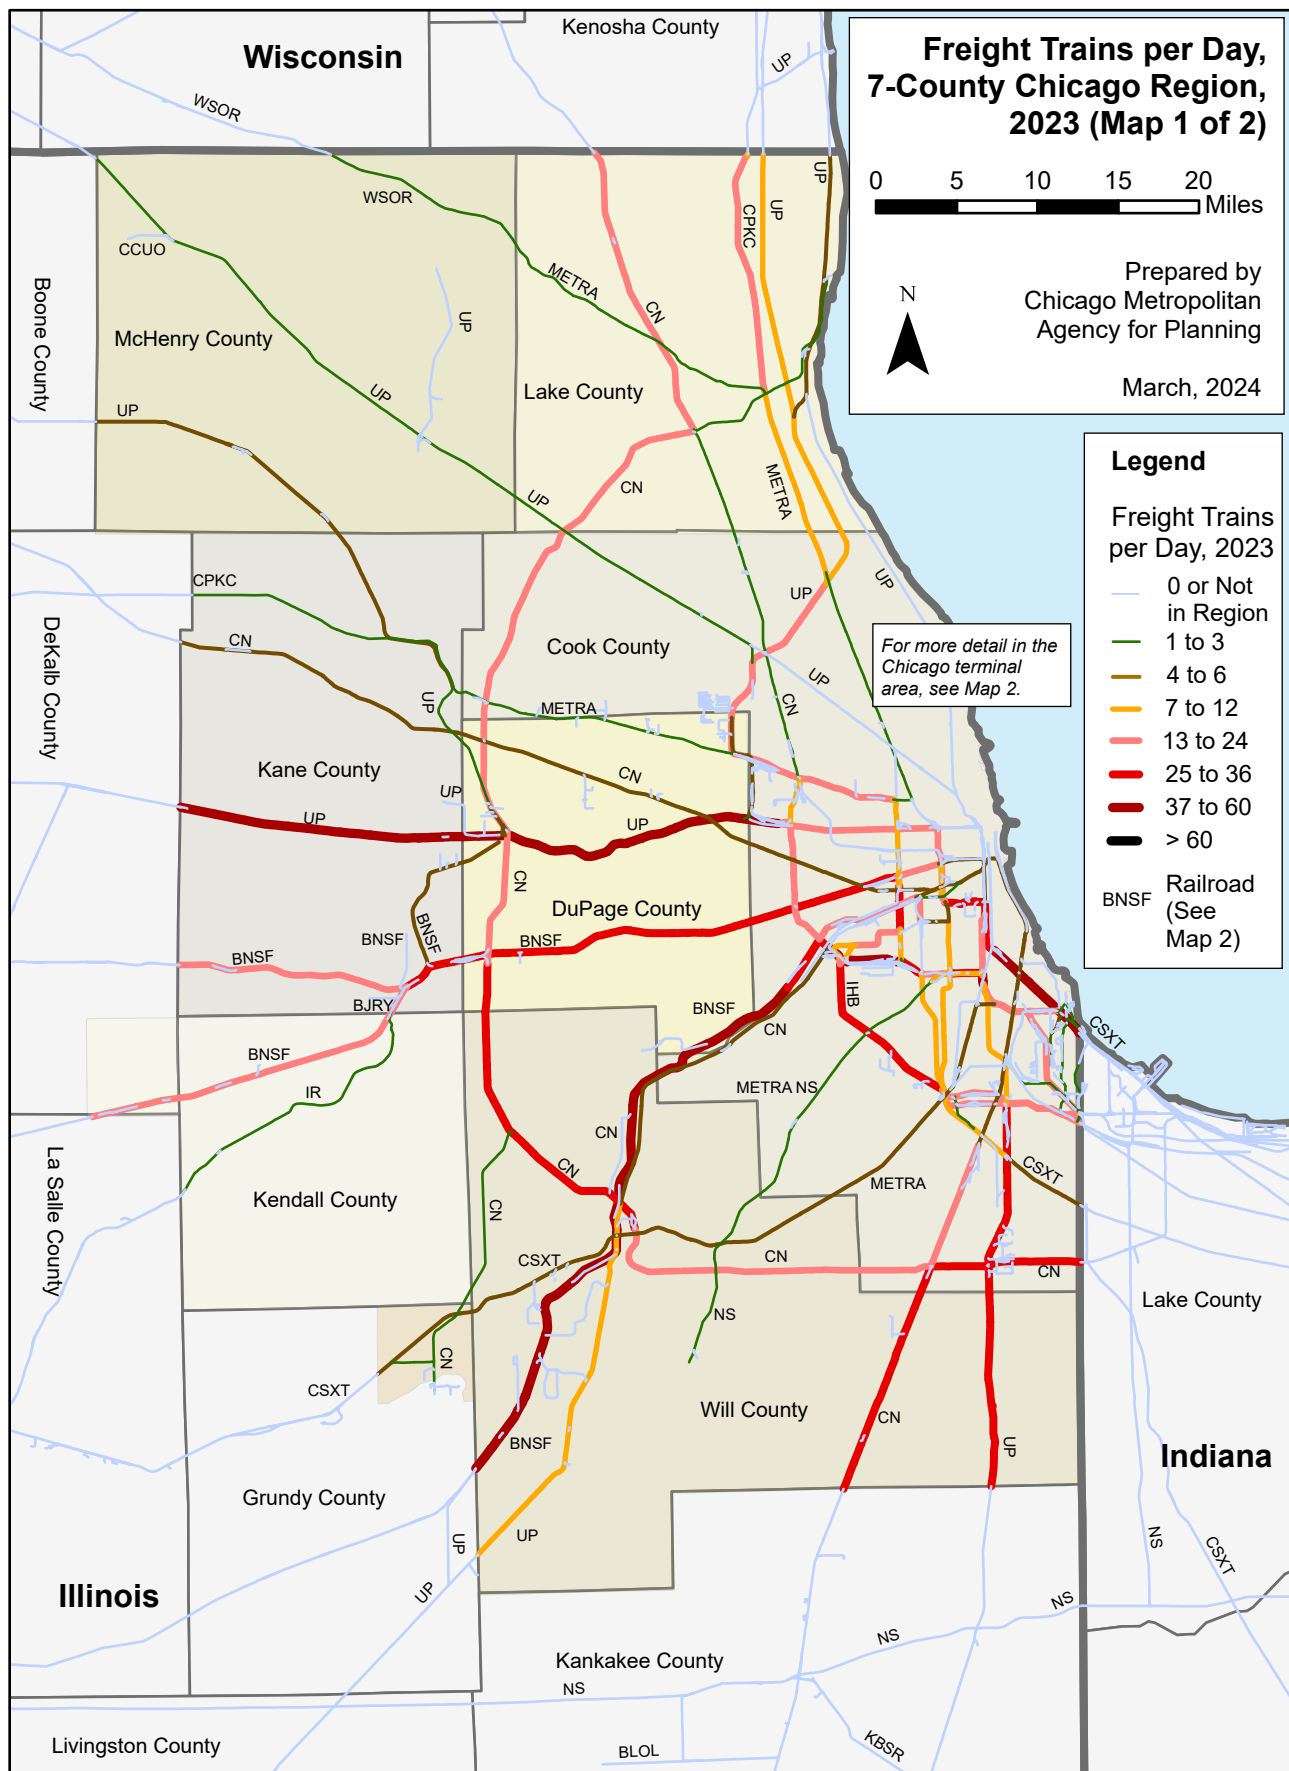 Freight Trains per Day,
7-County Chicago Region,
2023 (Map 1 of 2)
0 5 10 15 20
Miles
N
Prepared by
Chicago Metropolitan
Agency for Planning
March, 2024
Legend
Freight Trains
per Day, 2023
0 or Not
in Region
1 to 3
4 to 6
7 to 12
13 to 24
25 to 36
37 to 60
> 60
BNSF
Railroad
(See
Map 2)
For more detail in the
Chicago terminal
area, see Map 2.
Kenosha County
Wisconsin
UP
WSOR
WSOR
UP
UP
CPKC
CCUO
METRA
CN
Boone County
McHenry County
UP
Lake County
UP
UP
CN
METRA
UP
CPKC
UP
UP
DeKalb County
CN
Cook County
UP
UP
METRA
CN
Kane County
CN
UP
UP
UP
CN
DuPage County
BNSF
BNSF
BNSF
BNSF
IHB
BJRY
BNSF
CN
CSXT
BNSF
METRA NS
IR
CN
La Salle County
CN
CSXT
METRA
Kendall County
CN
CSXT
CN
CN
Lake County
NS
CN
CSXT
Will County
CN
BNSF
UP
Indiana
Grundy County
UP
UP
NS
CSXT
UP
Illinois
NS
NS
Kankakee County
NS
Livingston County
BLOL
KBSR